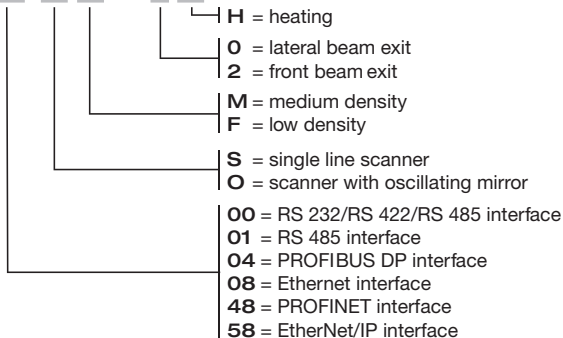 H = heating
0 = lateral beam exit
2 = front beam exit
M = medium density
F = low density
S = single line scanner
O = scanner with oscillating mirror
00 = RS 232/RS 422/RS 485 interface
01 = RS 485 interface
04 = PROFIBUS DP interface
08 = Ethernet interface
48 = PROFINET interface
58 = EtherNet/IP interface